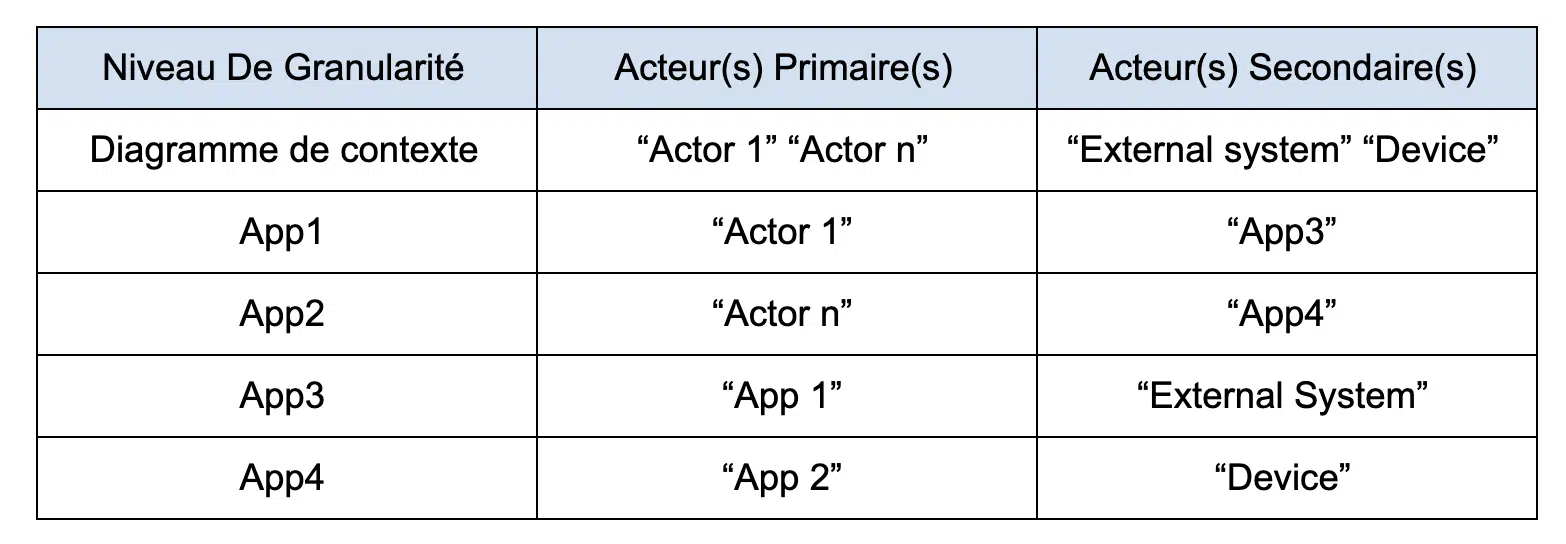 Niveau De Granularité Acteur(s) Primaire(s) Acteur(s) Secondaire(s)
Diagramme de contexte “Actor 1” “Actor n” “External system” “Device”
App1 “Actor 1” “App3”
App2 “Actor n” “App4”
App3 “App 1” “External System”
App4 “App 2” “Device”